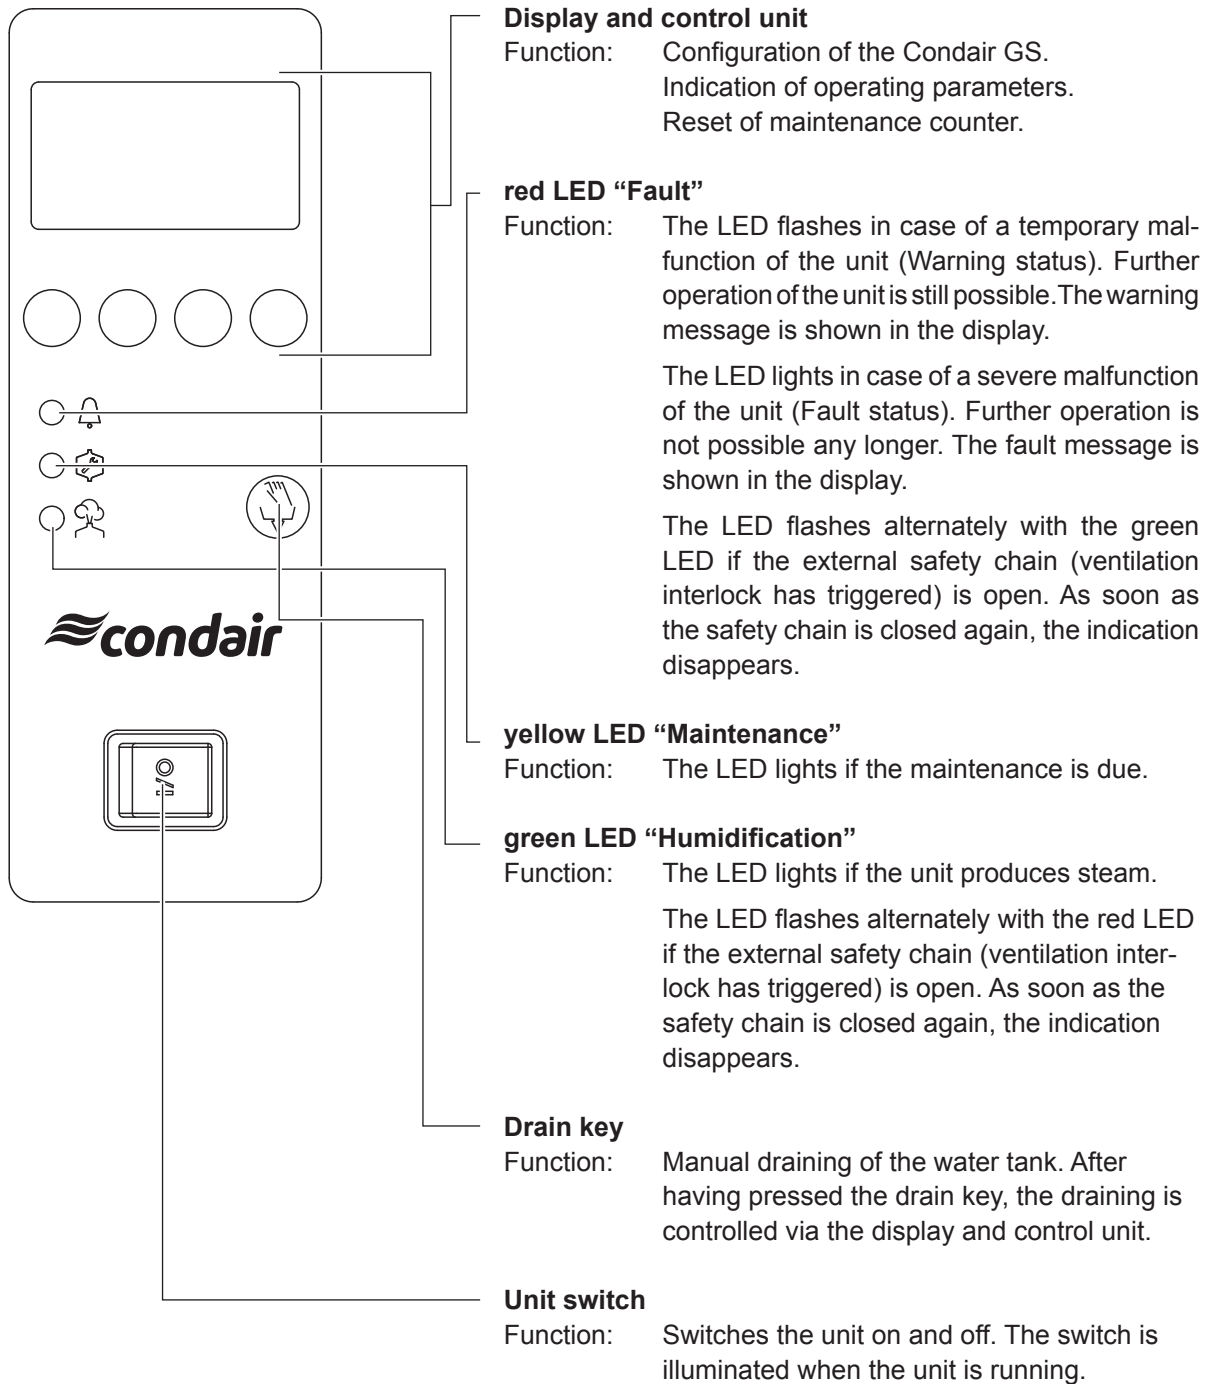 Display and control unit
Function: Configuration of the Condair GS.
Indication of operating parameters.
Reset of maintenance counter.
red LED “Fault”
Function: The LED flashes in case of a temporary mal-
function of the unit (Warning status). Further
operation of the unit is still possible. The warning
message is shown in the display.
The LED lights in case of a severe malfunction
of the unit (Fault status). Further operation is
not possible any longer. The fault message is
shown in the display.
The LED flashes alternately with the green
LED if the external safety chain (ventilation
interlock has triggered) is open. As soon as
the safety chain is closed again, the indication
disappears.
condair
yellow LED “Maintenance”
Function: The LED lights if the maintenance is due.
green LED “Humidification”
Function: The LED lights if the unit produces steam.
The LED flashes alternately with the red LED
if the external safety chain (ventilation inter-
lock has triggered) is open. As soon as the
safety chain is closed again, the indication
disappears.
Drain key
Function: Manual draining of the water tank. After
having pressed the drain key, the draining is
controlled via the display and control unit.
Unit switch
Function: Switches the unit on and off. The switch is
illuminated when the unit is running.